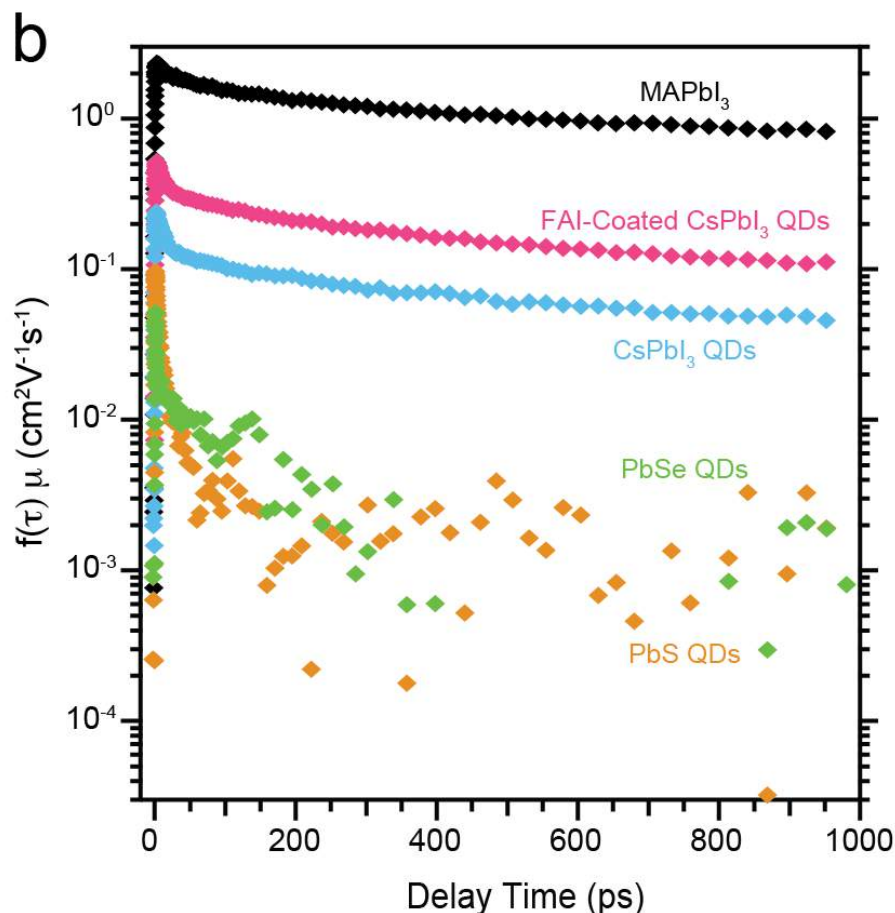 b
MAPbI₃
10⁰
FAI-Coated CsPbI₃ QDs
10⁻¹
CsPbI₃ QDs
10⁻²
PbSe QDs
10⁻³
PbS QDs
10⁻⁴
f(τ) μ (cm²V⁻¹s⁻¹)
0 200 400 600 800 1000
Delay Time (ps)